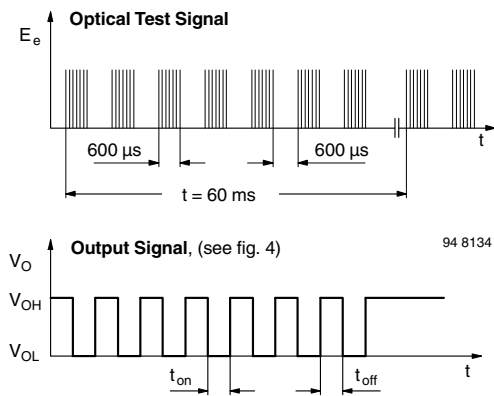 Optical Test Signal
E e
t
600 µs
600 µs
t = 60 ms
Output Signal, (see fig. 4)
94 8134
V O
V OH
V OL
t on
t off
t